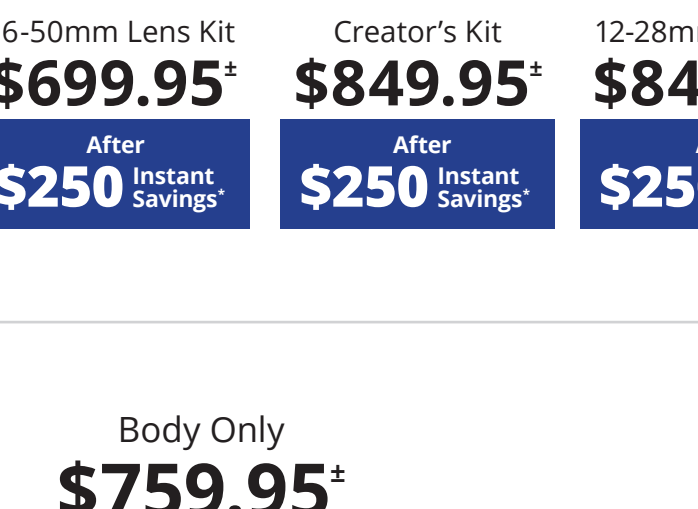 6-50mm Lens Kit
$699.95±
After
$250 Instant
Savings*
Creator’s Kit
$849.95±
After
$250 Instant
Savings*
12-28m
$84
$25
Body Only
$759.95±